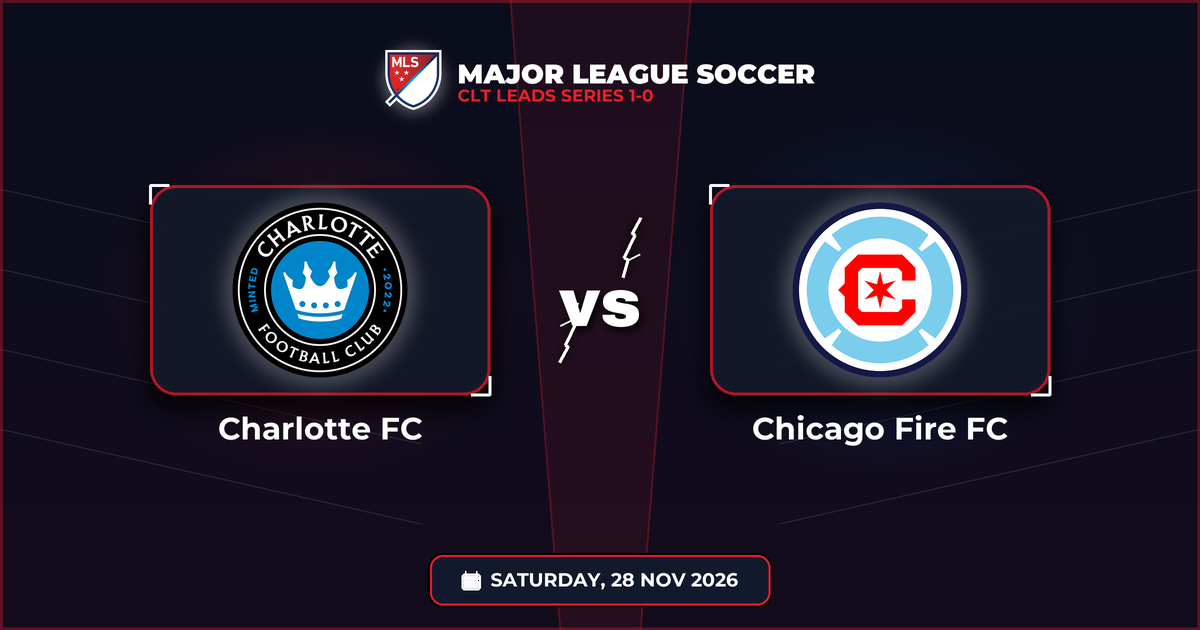 MLS
MAJOR LEAGUE SOCCER
CLT LEADS SERIES 1-0
CHARLOTTE
MINTED
·2022·
FOOTBALL CLUB
VS
C
Charlotte FC
Chicago Fire FC
SATURDAY, 28 NOV 2026